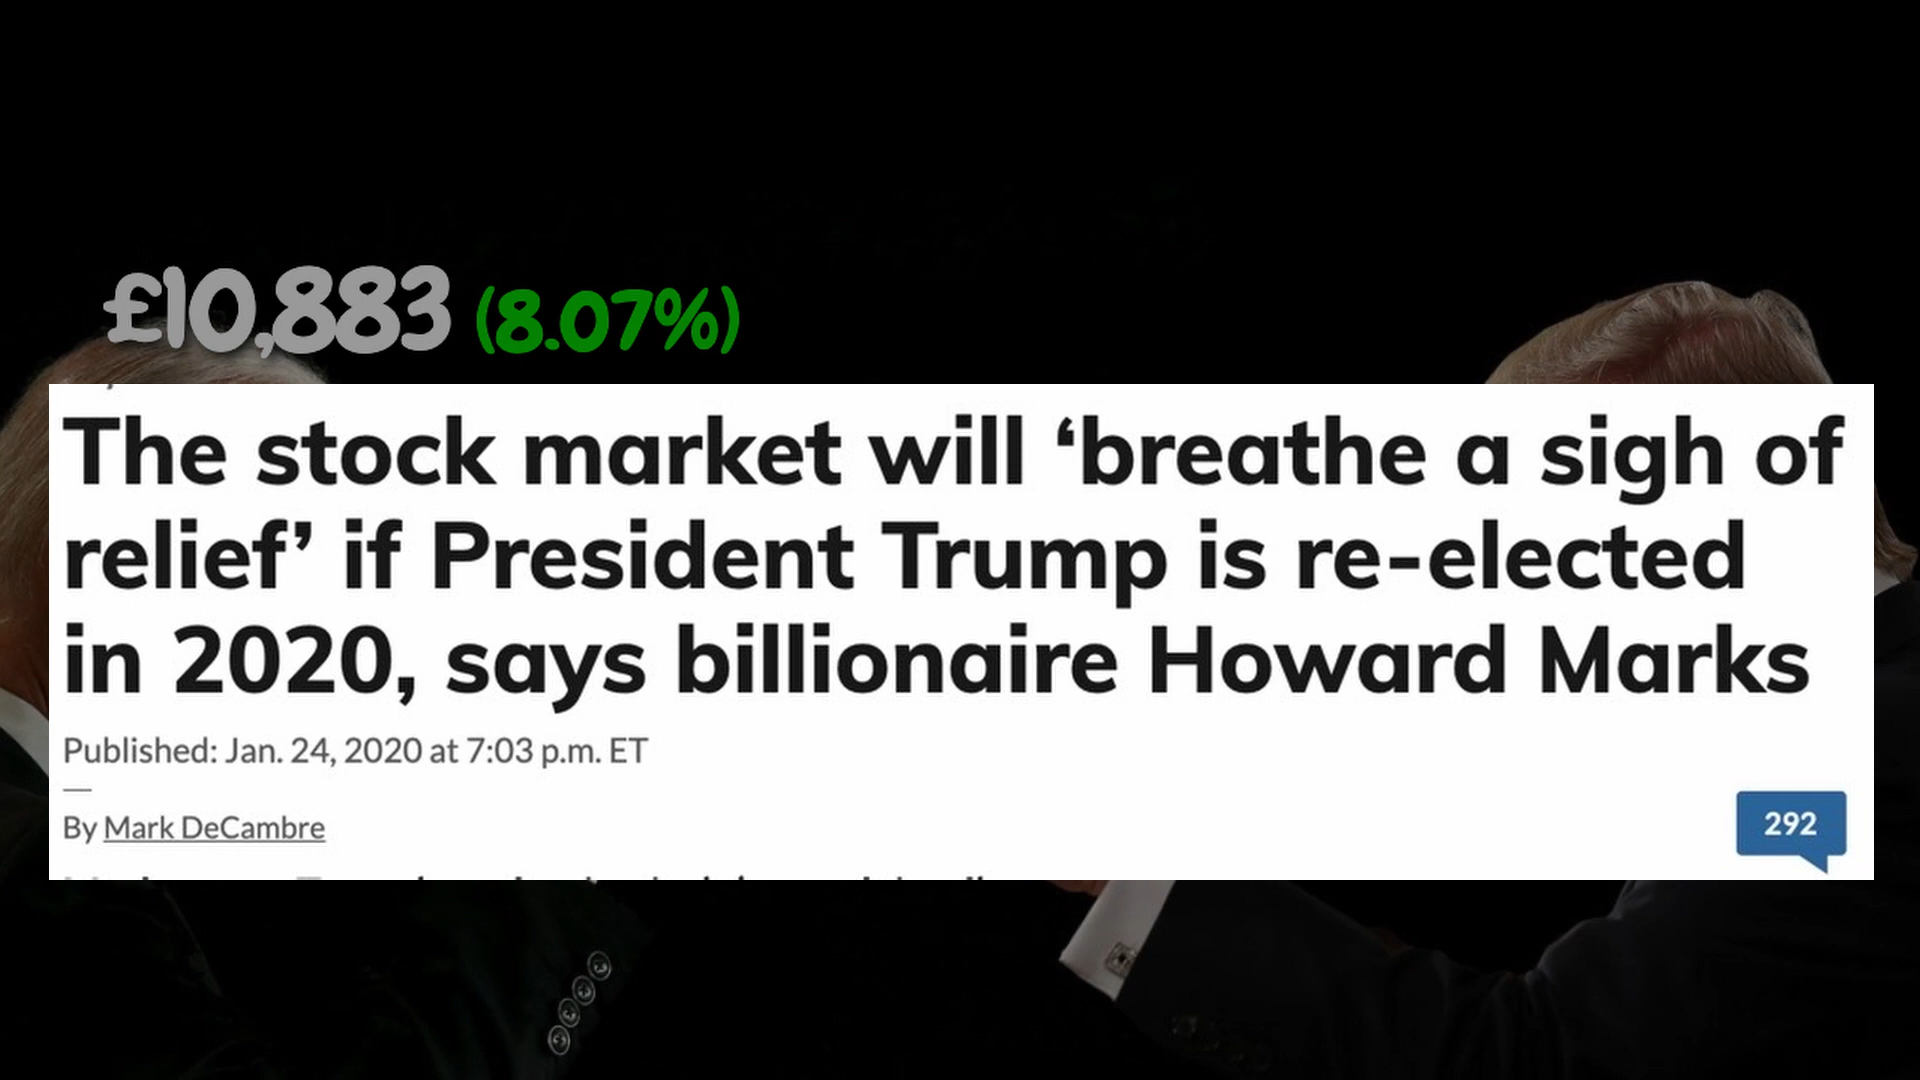 £10,883 (8.07%)
The stock market will ‘breathe a sigh of
relief’ if President Trump is re-elected
in 2020, says billionaire Howard Marks
Published: Jan. 24, 2020 at 7:03 p.m. ET
By Mark DeCambre
292